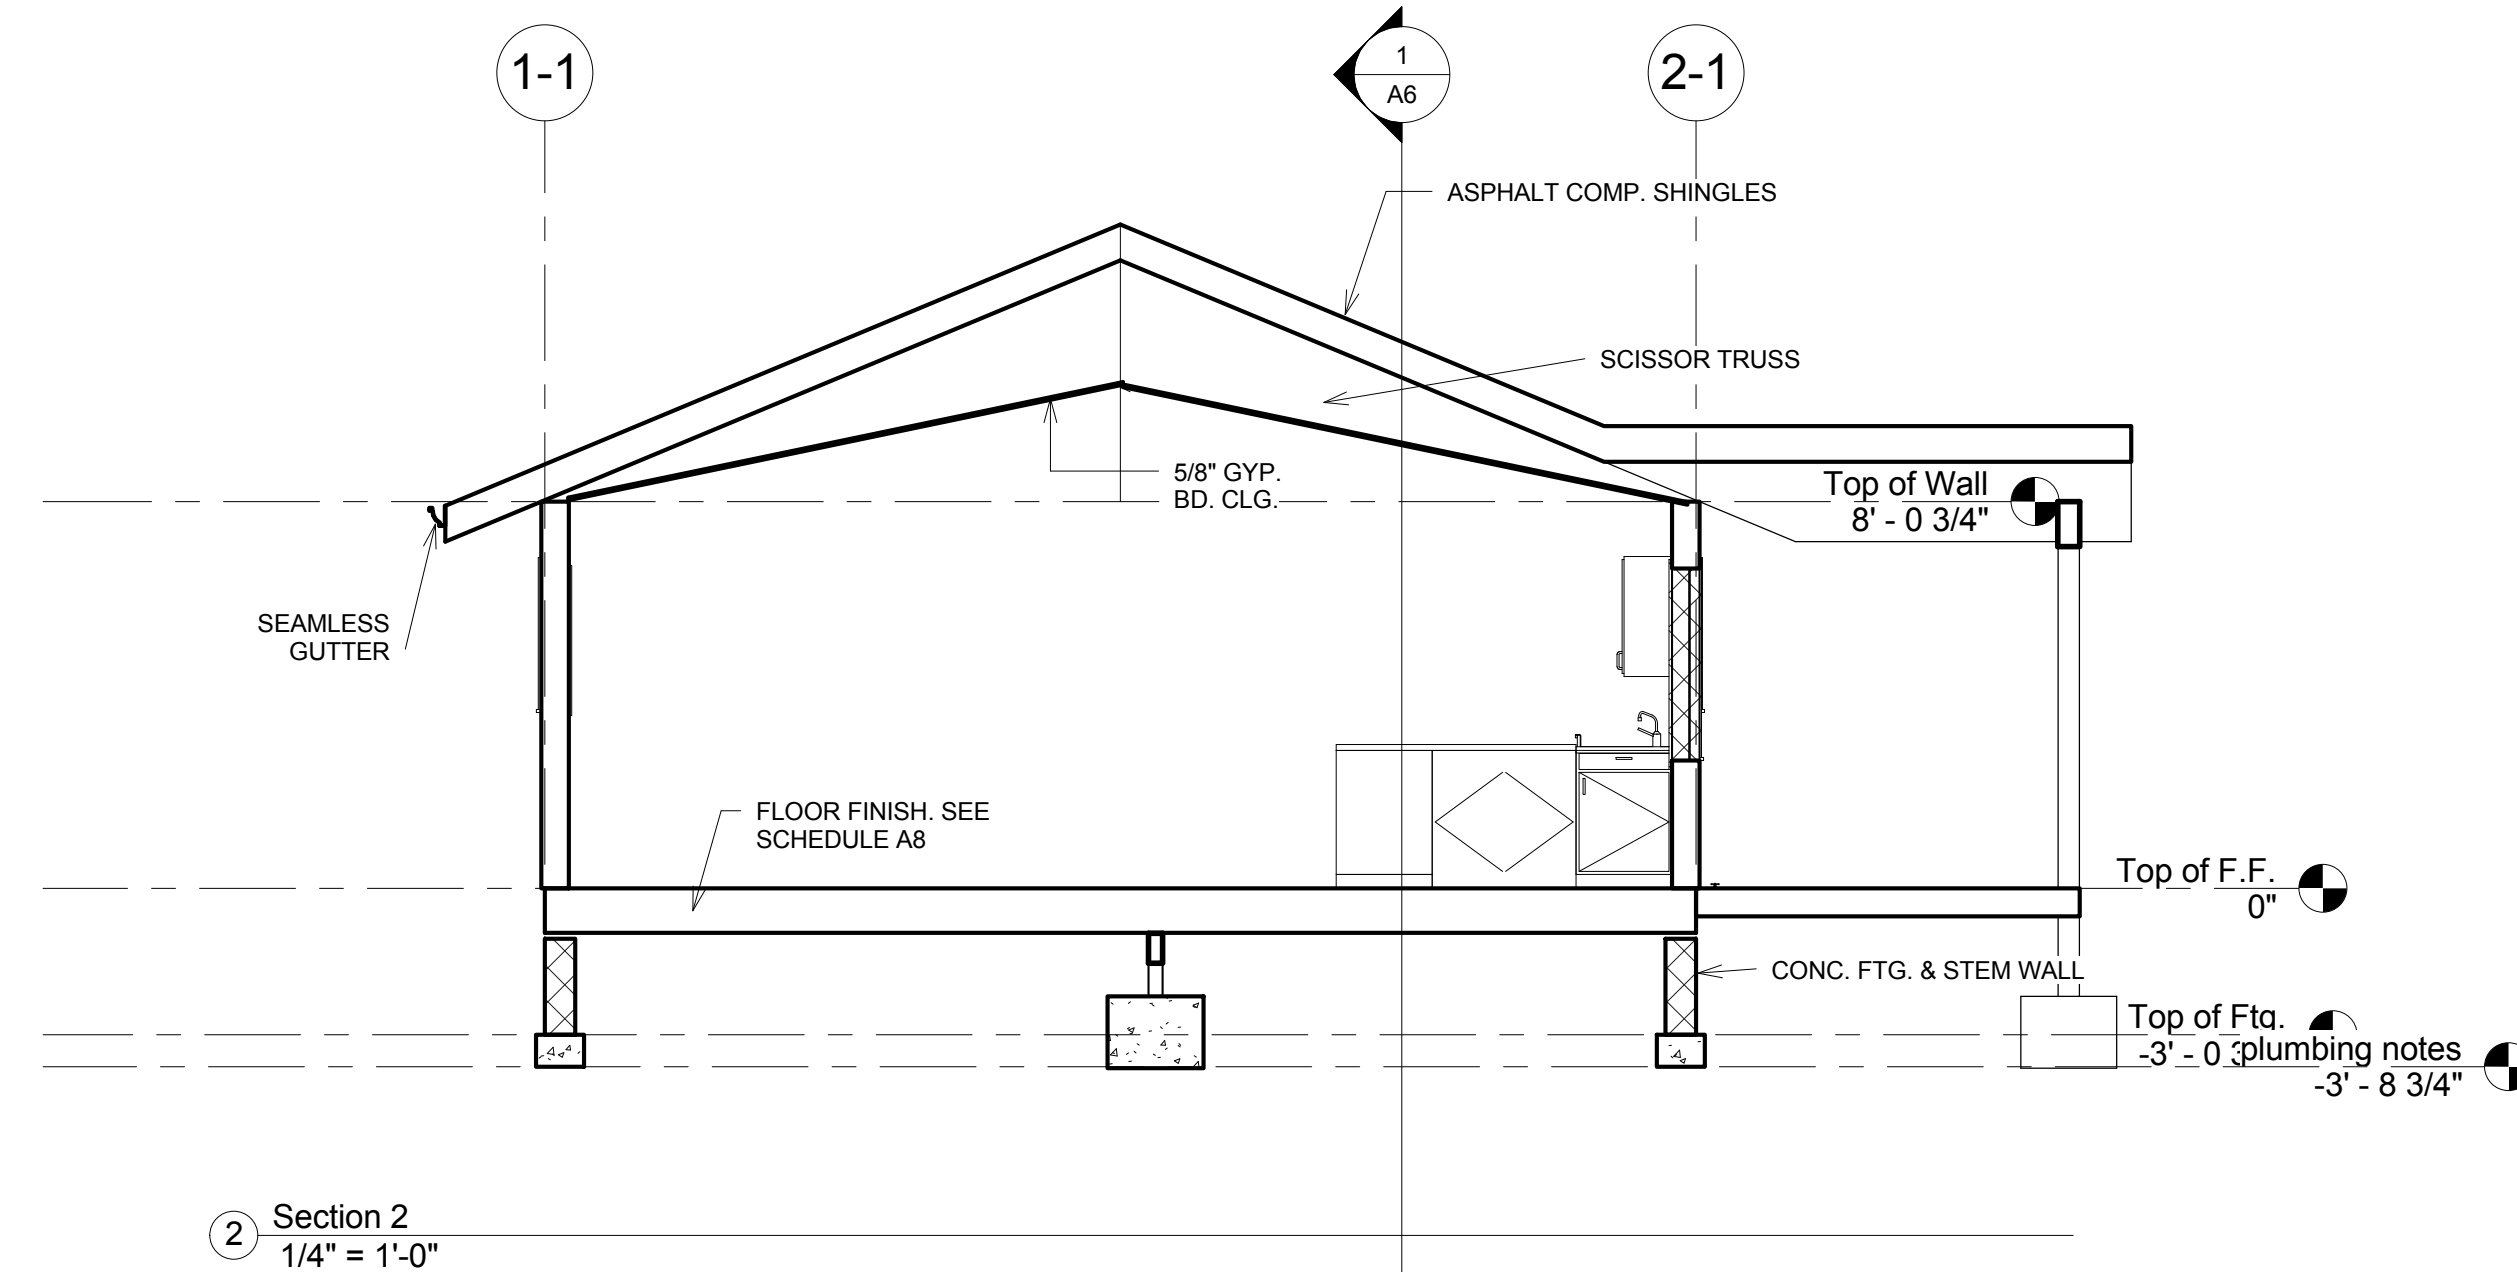 1-1
1
A6
2-1
ASPHALT COMP. SHINGLES
SCISSOR TRUSS
5/8" GYP.
BD. CLG.
Top of Wall
8' - 0 3/4"
SEAMLESS
GUTTER
FLOOR FINISH. SEE
SCHEDULE A8
Top of F.F.
0"
CONC. FTG. & STEM WALL
Top of Ftg.
-3' - 0
plumbing notes
-3' - 8 3/4"
2
Section 2
1/4" = 1'-0"